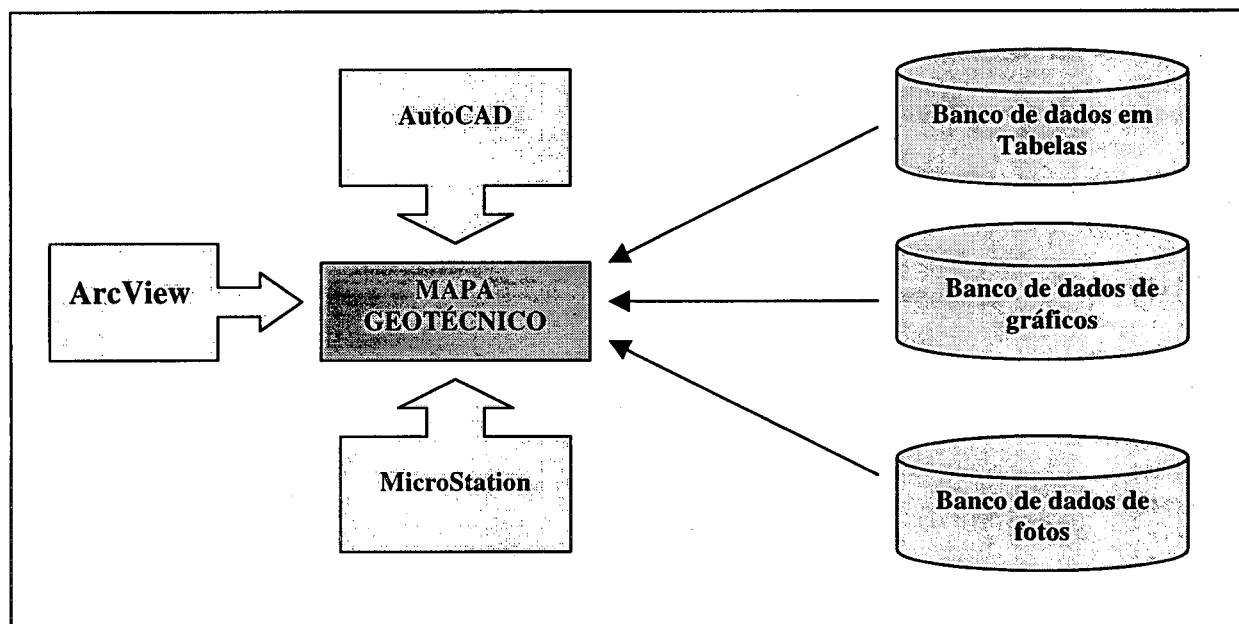 AutoCAD
Banco de dados em
Tabelas
ArcView
MAPA
GEOTÉCNICO
Banco de dados de
gráficos
MicroStation
Banco de dados de
fotos